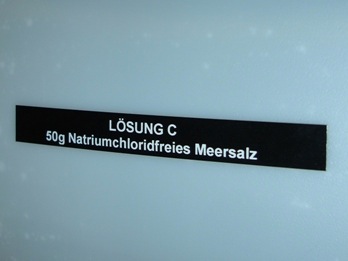 LÖSUNG C
50g Natriumchloridfreies Meersalz